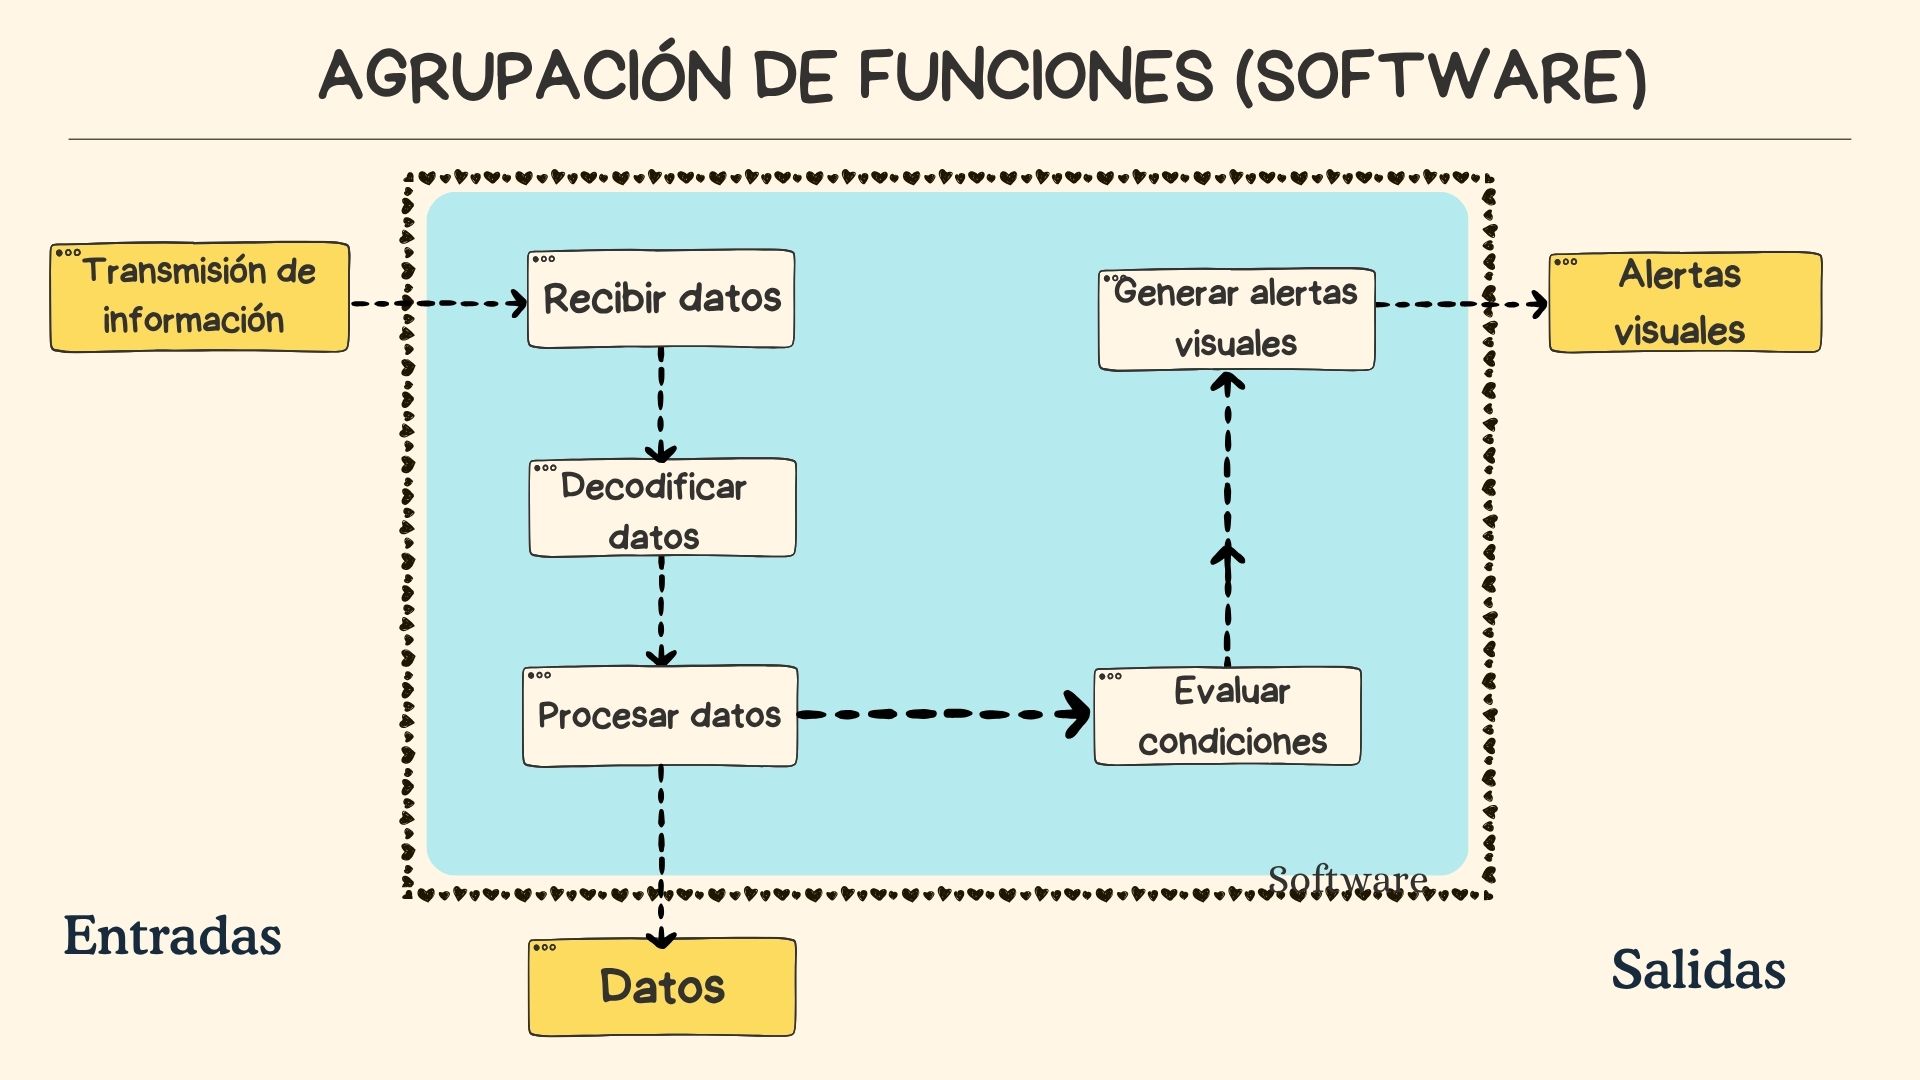 AGRUPACIÓN DE FUNCIONES (SOFTWARE)
Transmisión de
información
Recibir datos
Decodificar
datos
Procesar datos
Evaluar
condiciones
Generar alertas
visuales
Alertas
visuales
Software
Entradas
Datos
Salidas